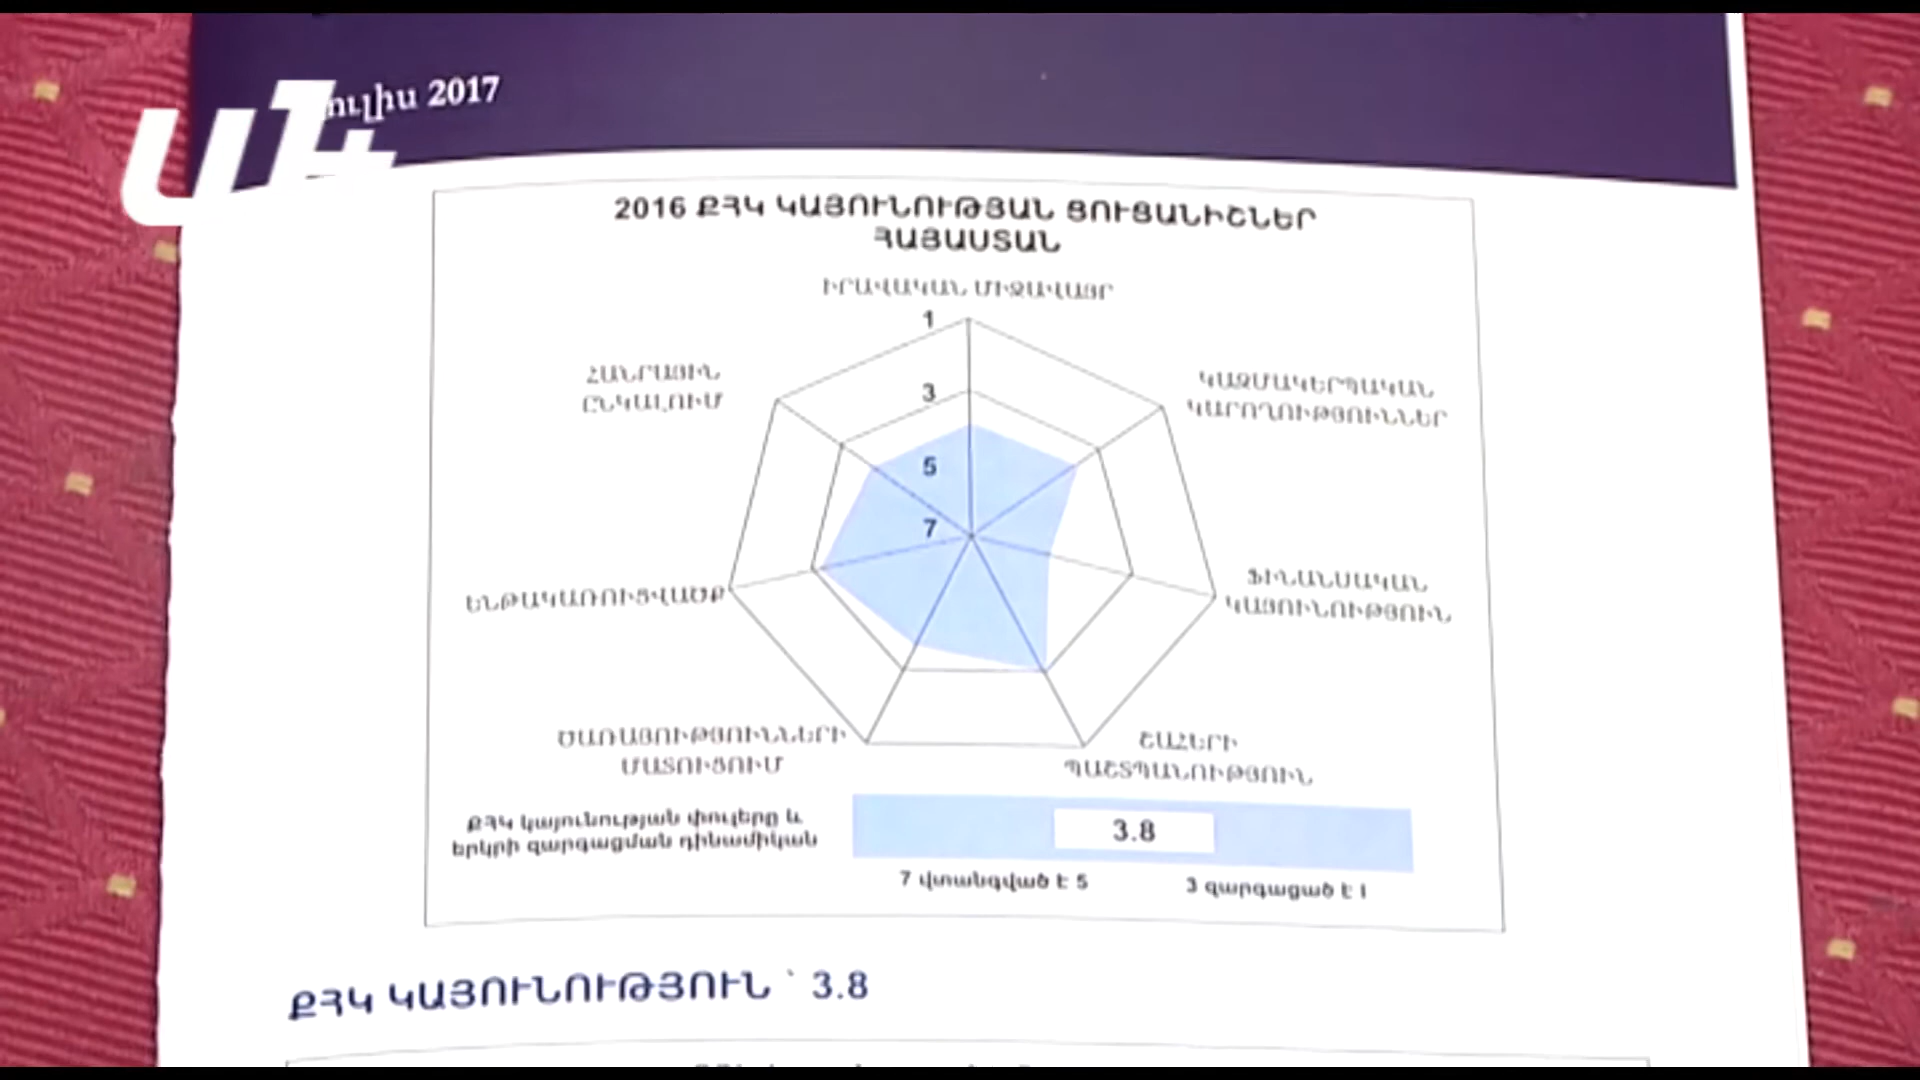 ԱՆ
ուլիս 2017
2016 ՔՀԿ ԿԱՅՈՒՆՈՒԹՅԱՆ ՑՈՒՑԱՆԻՇՆԵՐ
ՀԱՅԱՍՏԱՆ
ԻՐԱՎԱԿԱՆ ՄԻՋԱՎԱՅՐ
1
ՀԱՆՐԱՅԻՆ
ԸՆԿԱԼՈՒՄ
ԿԱԶՄԱԿԵՐՊԱԿԱՆ
ԿԱՐՈՂՈՒԹՅՈՒՆՆԵՐ
3
5
7
ԵՆԹԱԿԱՌՈՒՑՎԱԾՔ
ՖԻՆԱՆՍԱԿԱՆ
ԿԱՅՈՒՆՈՒԹՅՈՒՆ
ԾԱՌԱՅՈՒԹՅՈՒՆՆԵՐԻ
ՄԱՏՈՒՑՈՒՄ
ՇԱՀԵՐԻ
ՊԱՇՏՊԱՆՈՒԹՅՈՒՆ
ՔՀԿ կայունության փուլերը և
երկրի զարգացման դինամիկան
3.8
7 վտանգված է 5
3 զարգացած է 1
ՔՀԿ ԿԱՅՈՒՆՈՒԹՅՈՒՆ ՝ 3.8